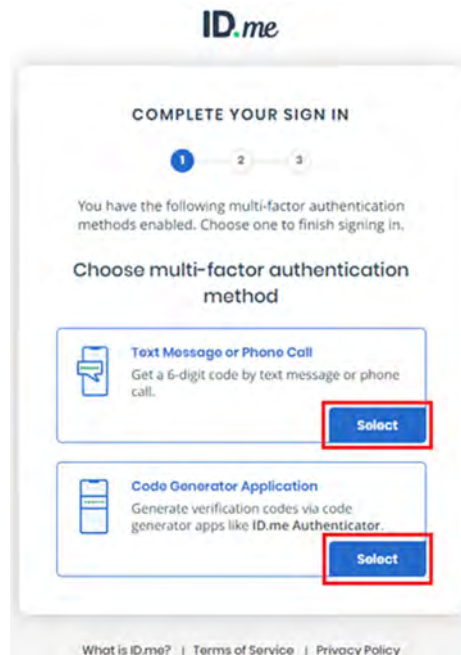 ID.me
COMPLETE YOUR SIGN IN
1 2 3
You have the following multi-factor authentication
methods enabled. Choose one to finish signing in.
Choose multi-factor authentication
method
Text Message or Phone Call
Get a 6-digit code by text message or phone
call.
Select
Code Generator Application
Generate verification codes via code
generator apps like ID.me Authenticator.
Select
What is ID.me? | Terms of Service | Privacy Policy